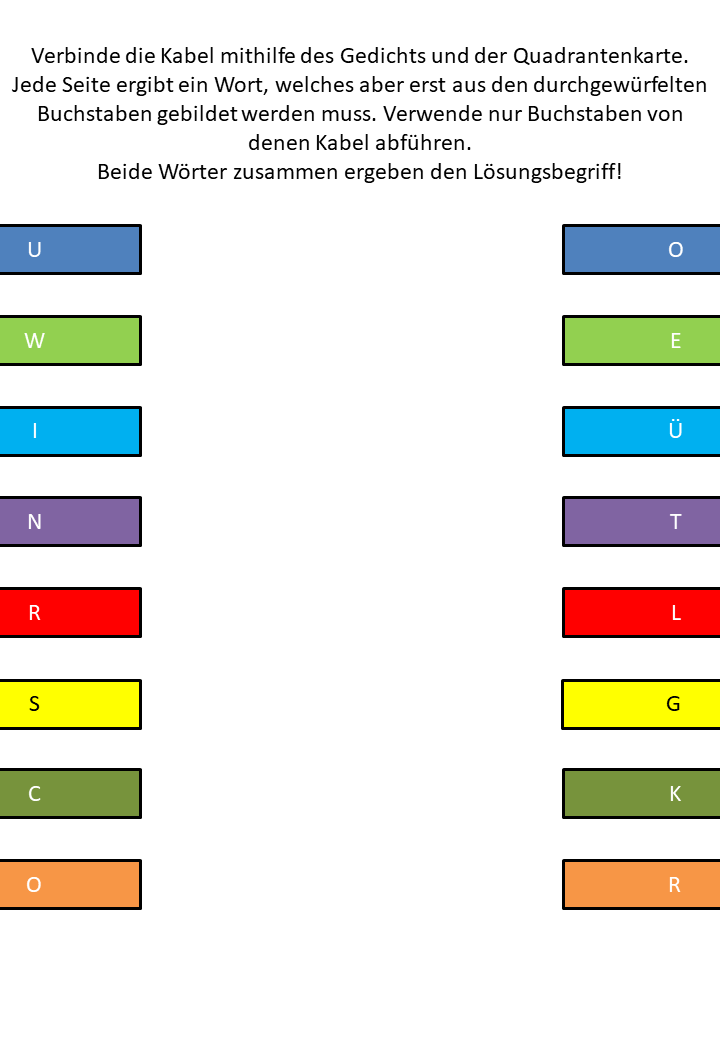 Verbinde die Kabel mithilfe des Gedichts und der Quadrantenkarte.
Jede Seite ergibt ein Wort, welches aber erst aus den durchgewürfelten
Buchstaben gebildet werden muss. Verwende nur Buchstaben von
denen Kabel abführen.
Beide Wörter zusammen ergeben den Lösungsbegriff!
U O
W E
I Ü
N T
R L
S G
C K
O R